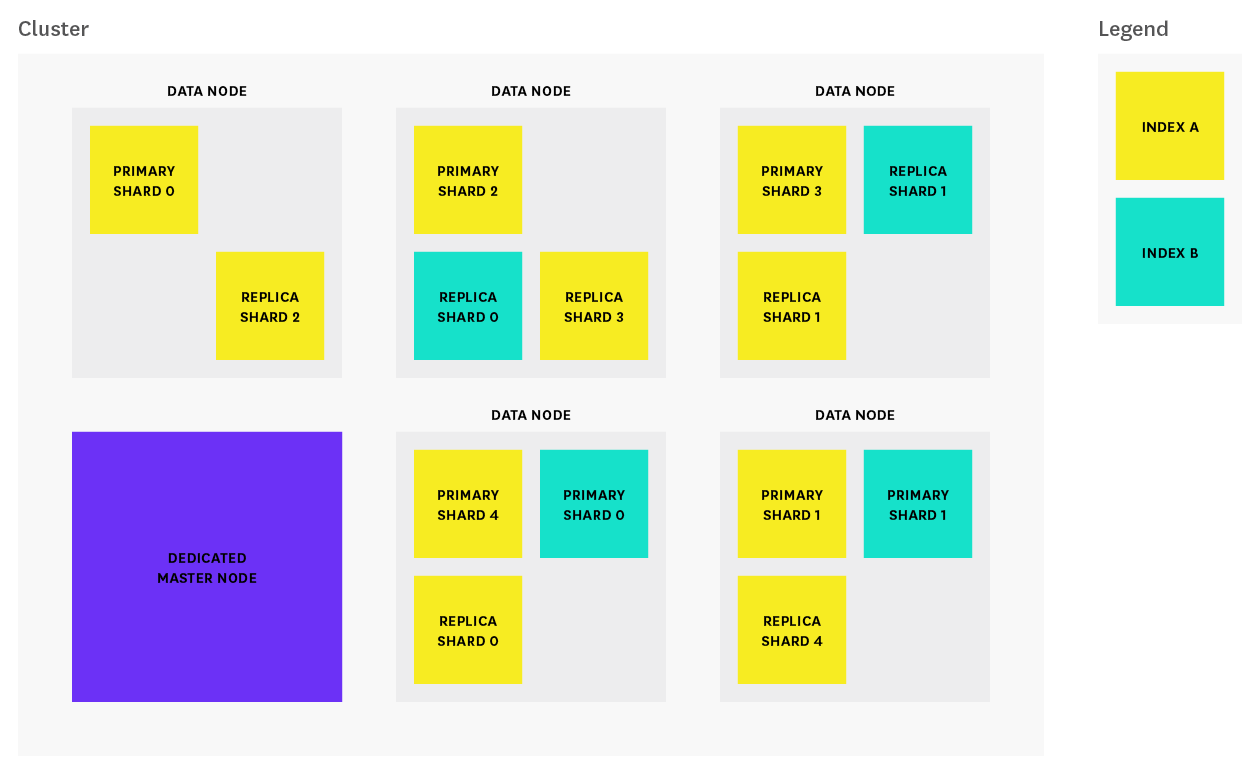 Cluster
Legend
DATA NODE
PRIMARY
SHARD 0
REPLICA
SHARD 2
DATA NODE
PRIMARY
SHARD 2
REPLICA
SHARD 0
REPLICA
SHARD 3
DATA NODE
PRIMARY
SHARD 3
REPLICA
SHARD 1
REPLICA
SHARD 1
INDEX A
INDEX B
DEDICATED
MASTER NODE
DATA NODE
PRIMARY
SHARD 4
PRIMARY
SHARD 0
REPLICA
SHARD 0
DATA NODE
PRIMARY
SHARD 1
PRIMARY
SHARD 1
REPLICA
SHARD 4